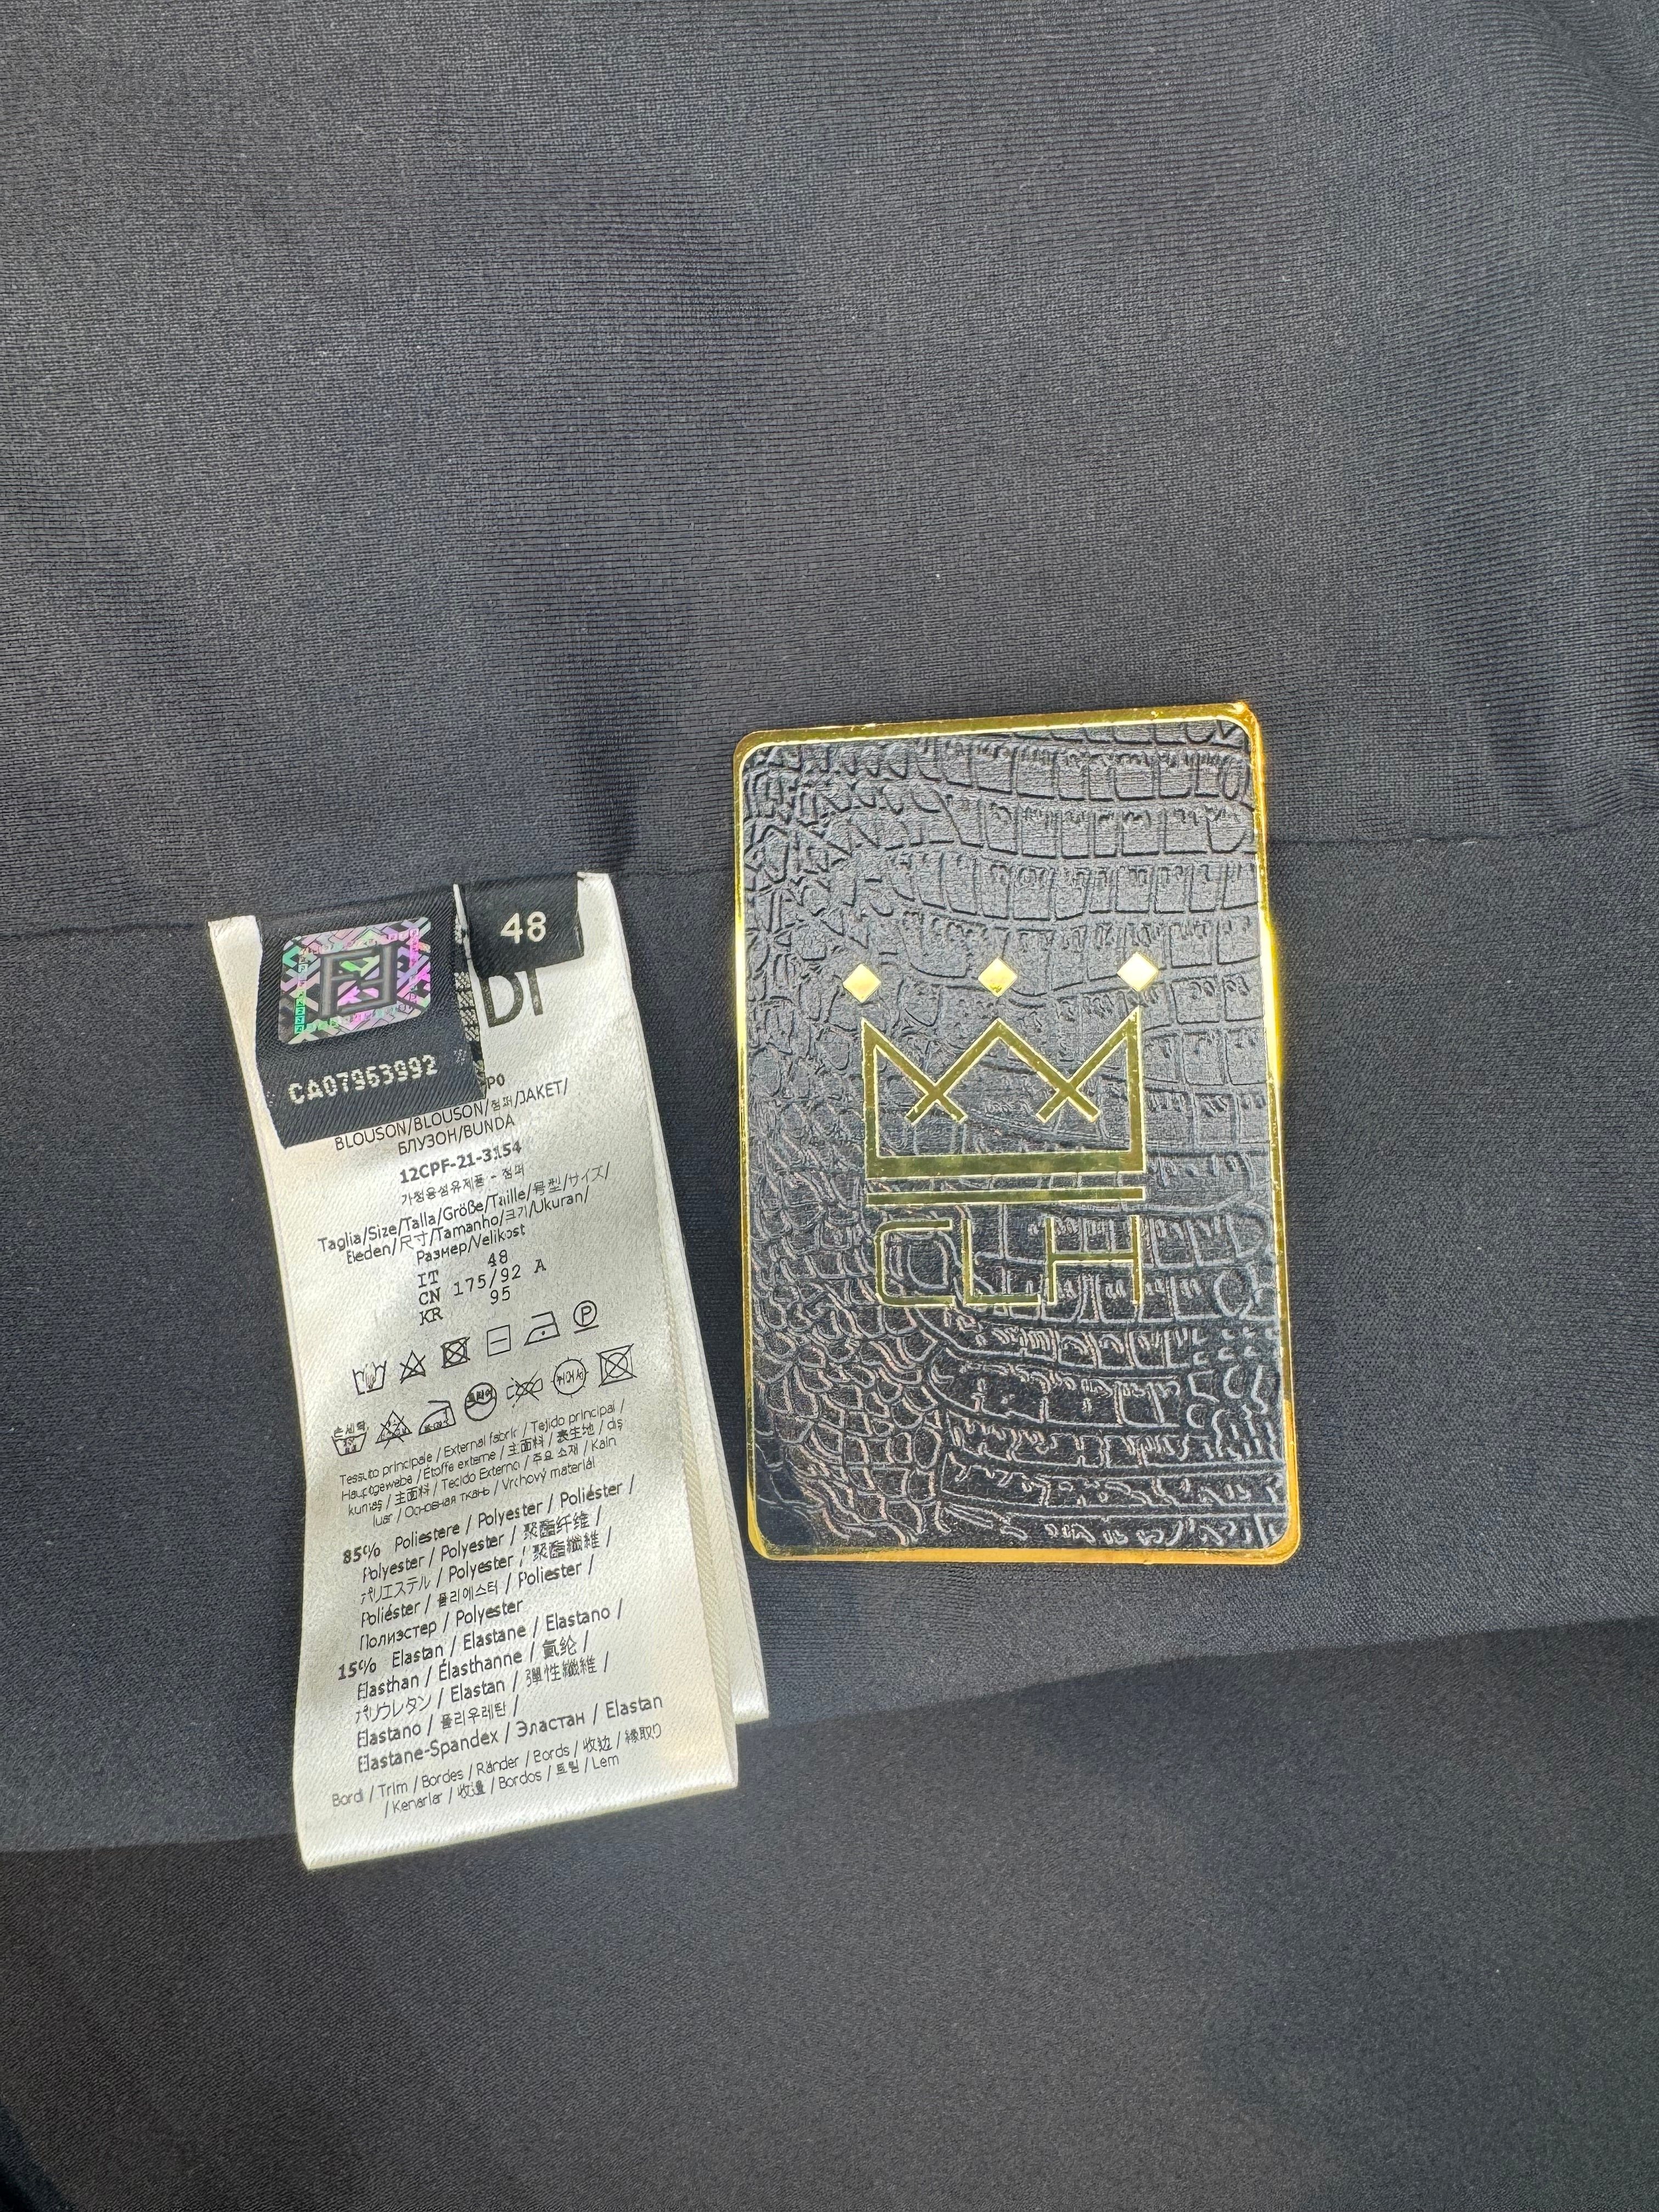 48
DI
CA07963992
PO
BLOUSON/BLOUSON/점퍼/JAKET/
БЛУЗОН/BUNDA
12CPF-21-3154
가정용섬유제품 - 점퍼
Taglia/Size/Talla/Größe/Taille/号型/サイズ/
Beden/尺寸/Tamanho/크기/Ukuran/
Размер/Velikost
IT 48
CN 175/92 A
KR 95
손세탁
드라이
P
Tessuto principale / External fabric / Tejido principal /
Hauptgewebe / Étoffe externe / 主面料 / 表生地 / dış
kumaş / 主面料 / Tecido Externo / 주요 소재 / Kain
luar / Основная ткань / Vrchový materiál
85% Poliestere / Polyester / Poliéster /
Polyester / Polyester / 聚酯纤维 /
ポリエステル / Polyester / 聚酯纖維 /
Poliéster / 폴리에스터 / Poliester /
Полиэстер / Polyester
15% Elastan / Elastane / Elastano /
Elasthan / Élasthanne / 氨纶 /
ポリウレタン / Elastan / 彈性纖維 /
Elastano / 폴리우레탄 /
Elastane-Spandex / Эластан / Elastan
Bordi / Trim / Bordes / Ränder / Bords / 收边 / 縁取り
/ Kenarlar / 收邊 / Bordos / 트림 / Lem
CLH